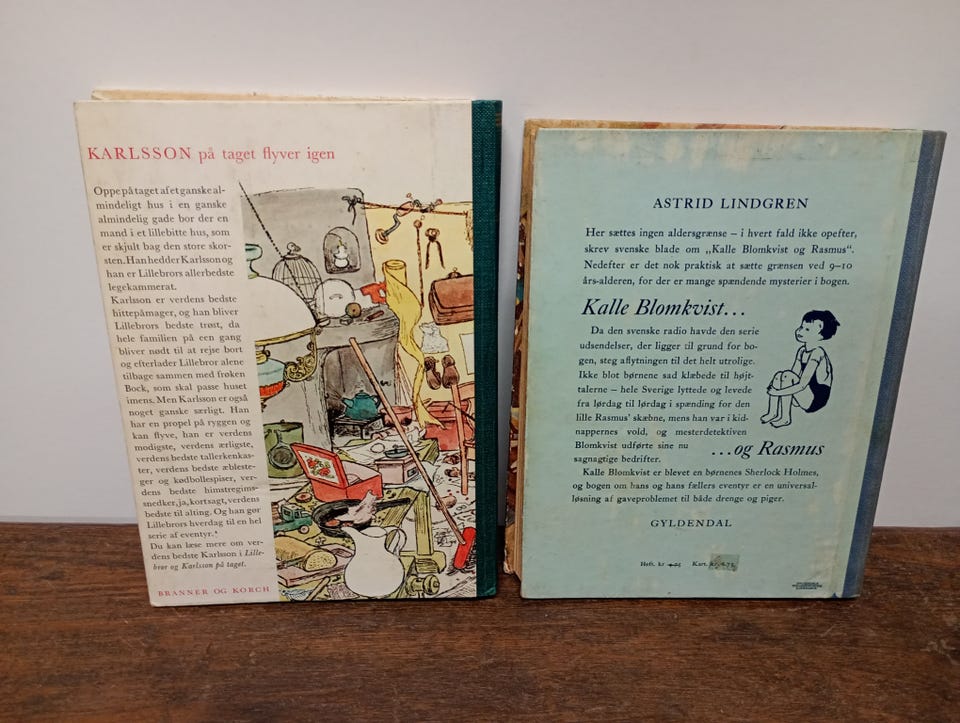 KARLSSON på taget flyver igen
Oppe på taget af et ganske al-
mindeligt hus i en ganske
almindelig gade bor der en
mand i et lillebitte hus, som
er skjult bag den store skor-
sten. Han hedder Karlsson og
han er Lillebrors allerbedste
legekammerat.
Karlsson er verdens bedste
hittepåmager, og han bliver
Lillebrors bedste trøst, da
hele familien på en gang
bliver nødt til at rejse bort
og efterlader Lillebror alene
tilbage sammen med frøken
Bock, som skal passe huset
imens. Men Karlsson er også
noget ganske særligt. Han
har en propel på ryggen og
kan flyve, han er verdens
modigste, verdens ærligste,
verdens bedste tallerkenkas-
ter, verdens bedste æbleste-
ger og kødbollespiser, ver-
dens bedste himstregims-
snedker, ja, kort sagt, verdens
bedste til alting. Og han gør
Lillebrors hverdag til en hel
serie af eventyr.
Du kan læse mere om ver-
dens bedste Karlsson i Lille-
bror og Karlsson på taget.
BRANNER OG KORCH
ASTRID LINDGREN
Her sættes ingen aldersgrænse – i hvert fald ikke opefter,
skrev svenske blade om „Kalle Blomkvist og Rasmus“.
Nedefter er det nok praktisk at sætte grænsen ved 9–10
års-alderen, for der er mange spændende mysterier i bogen.
Kalle Blomkvist...
Da den svenske radio havde den serie
udsendelser, der ligger til grund for bo-
gen, steg aflytningen til det helt utrolige.
Ikke blot børnene sad klæbede til højt-
talerne – hele Sverige lyttede og levede
fra lørdag til lørdag i spænding for den
lille Rasmus' skæbne, mens han var i kid-
nappernes vold, og mesterdetektiven
Blomkvist udførte sine nu
sagnagtige bedrifter.
...og Rasmus
Kalle Blomkvist er blevet en børnenes Sherlock Holmes,
og bogen om hans og hans fællers eventyr er en universal-
løsning af gaveproblemet til både drenge og piger.
GYLDENDAL
Heft. kr Kart. kr.